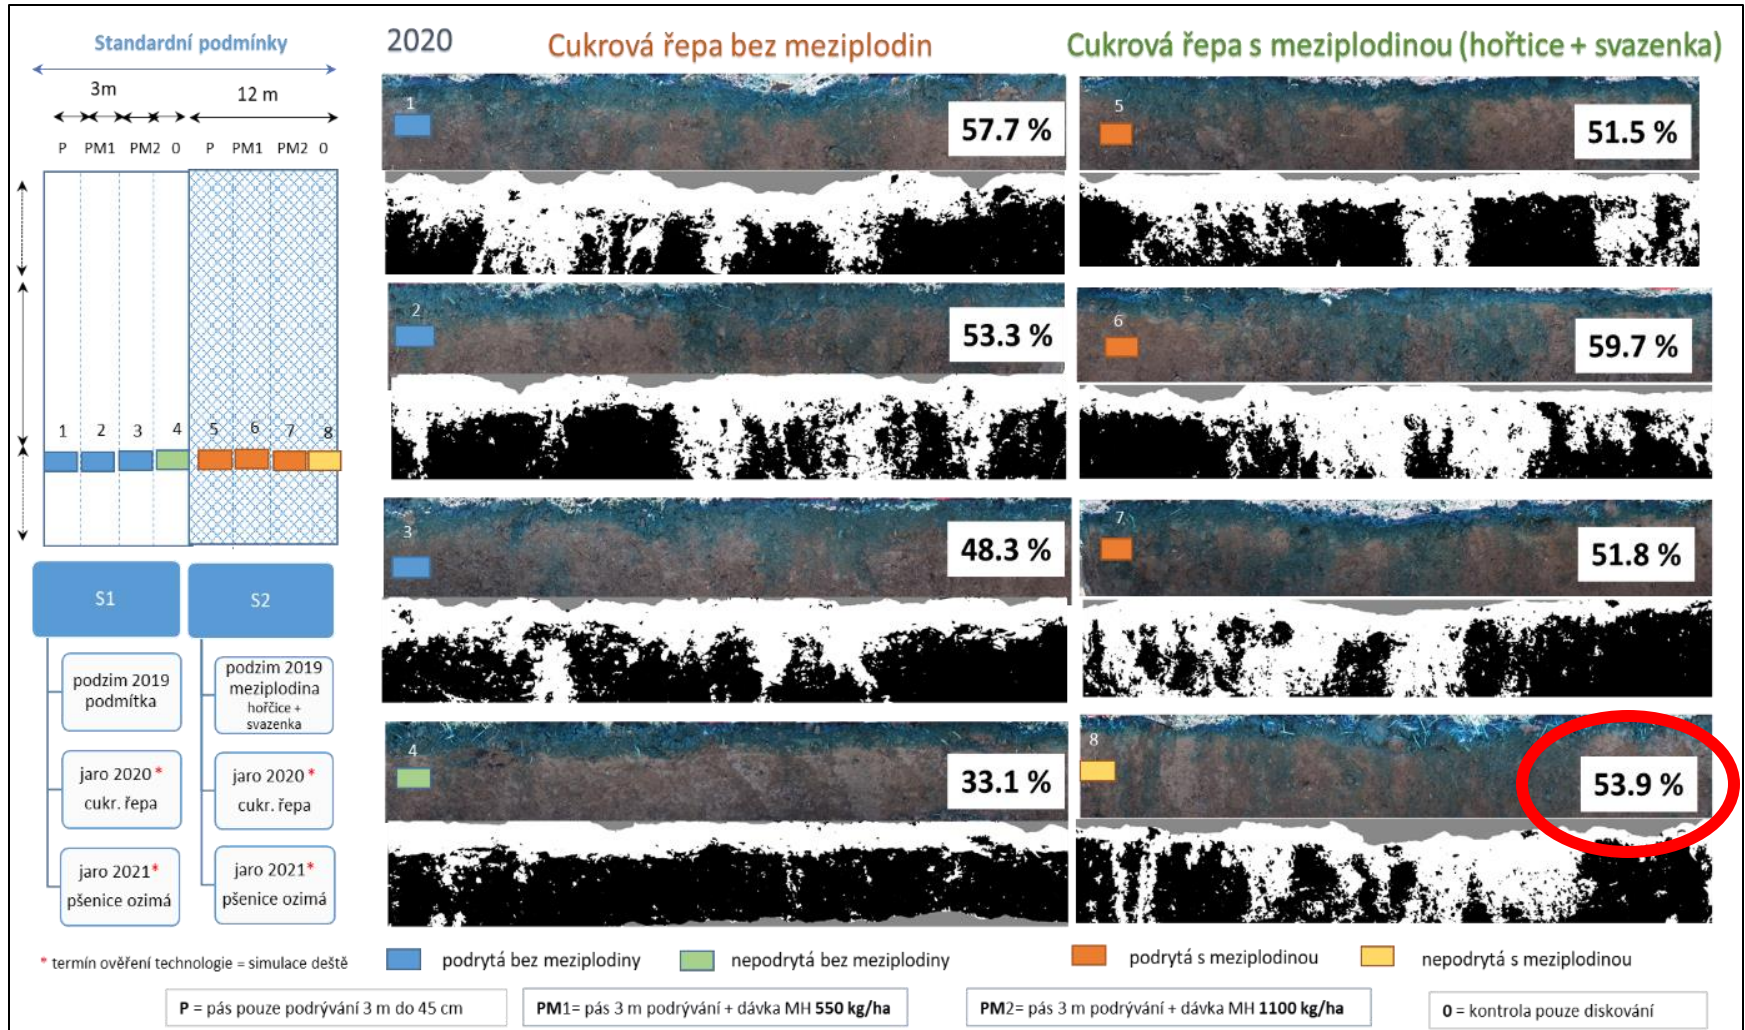 Standardní podmínky
3m
12 m
P PM1 PM2 0 P PM1 PM2 0
1 2 3 4 5 6 7 8
S1
S2
podzim 2019
podmítka
podzim 2019
meziplodina
hořčice +
svazenka
jaro 2020 *
cukr. řepa
jaro 2020 *
cukr. řepa
jaro 2021*
pšenice ozimá
jaro 2021*
pšenice ozimá
* termín ověření technologie = simulace deště
2020
Cukrová řepa bez meziplodin
Cukrová řepa s meziplodinou (hořtice + svazenka)
1
57.7 %
5
51.5 %
2
53.3 %
6
59.7 %
3
48.3 %
7
51.8 %
4
33.1 %
8
53.9 %
podrytá bez meziplodiny
nepodrytá bez meziplodiny
podrytá s meziplodinou
nepodrytá s meziplodinou
P = pás pouze podrývání 3 m do 45 cm
PM1= pás 3 m podrývání + dávka MH 550 kg/ha
PM2= pás 3 m podrývání + dávka MH 1100 kg/ha
0 = kontrola pouze diskování